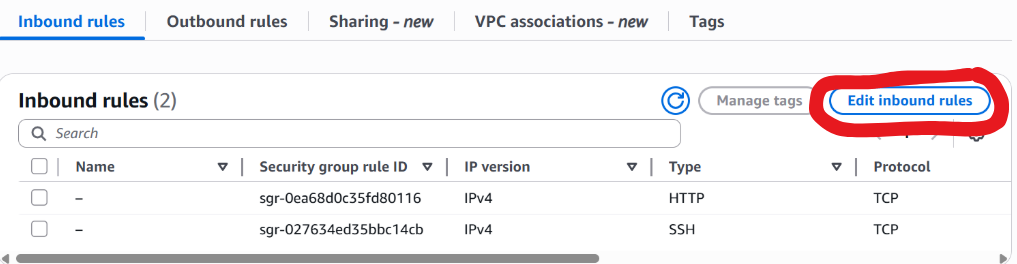 Inbound rules Outbound rules Sharing - new VPC associations - new Tags
Inbound rules (2) Manage tags Edit inbound rules
Search
Name Security group rule ID IP version Type Protocol
– sgr-0ea68d0c35fd80116 IPv4 HTTP TCP
– sgr-027634ed35bbc14cb IPv4 SSH TCP